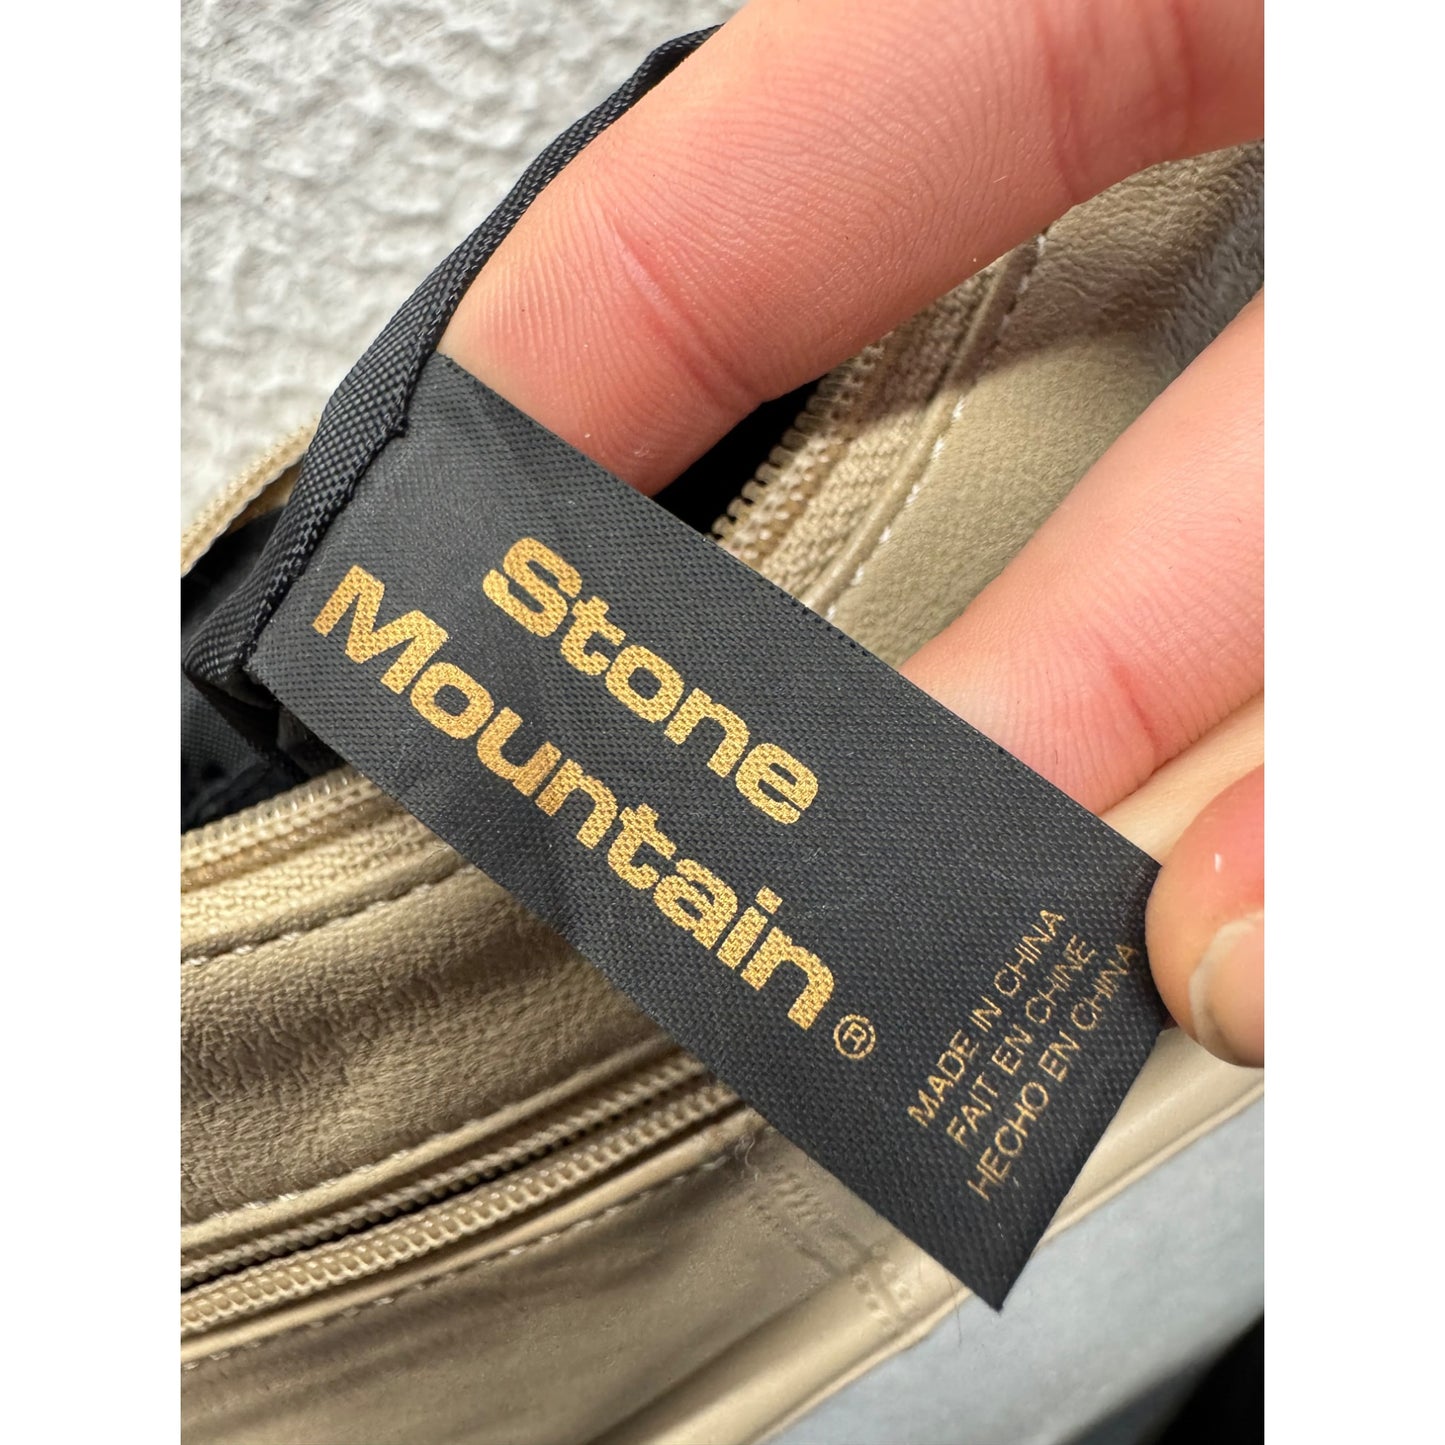 Stone
Mountain®
MADE IN CHINA
FAIT EN CHINE
HECHO EN CHINA